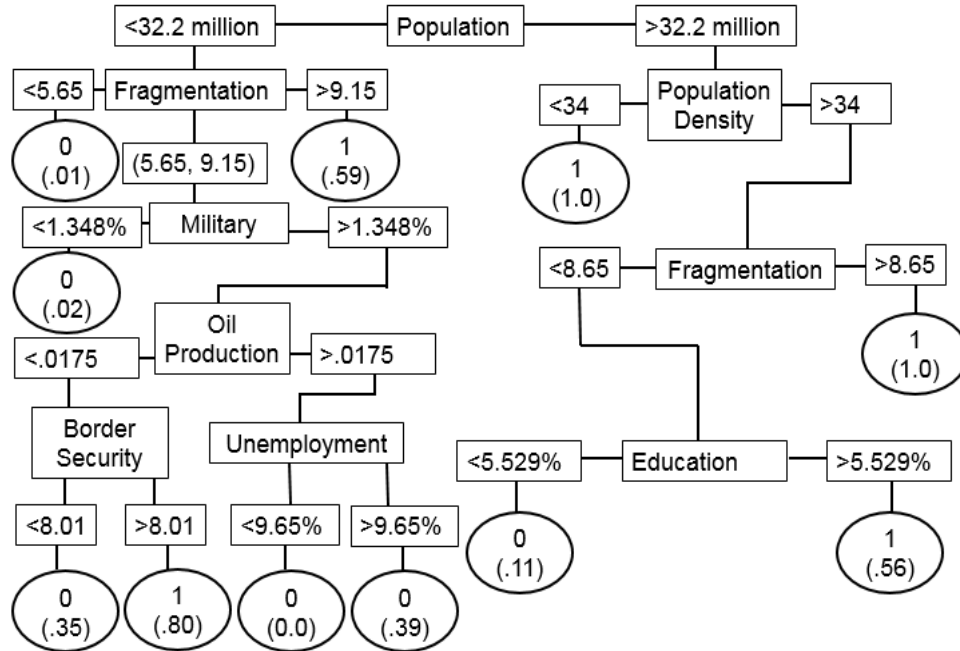 <32.2 million
Population
>32.2 million
<5.65
Fragmentation
>9.15
<34
Population
Density
>34
0
(.01)
(5.65, 9.15)
1
(.59)
1
(1.0)
<1.348%
Military
>1.348%
<8.65
Fragmentation
>8.65
0
(.02)
Oil
Production
<.0175
>.0175
1
(1.0)
Border
Security
Unemployment
<5.529%
Education
>5.529%
<8.01
>8.01
<9.65%
>9.65%
0
(.11)
1
(.56)
0
(.35)
1
(.80)
0
(0.0)
0
(.39)